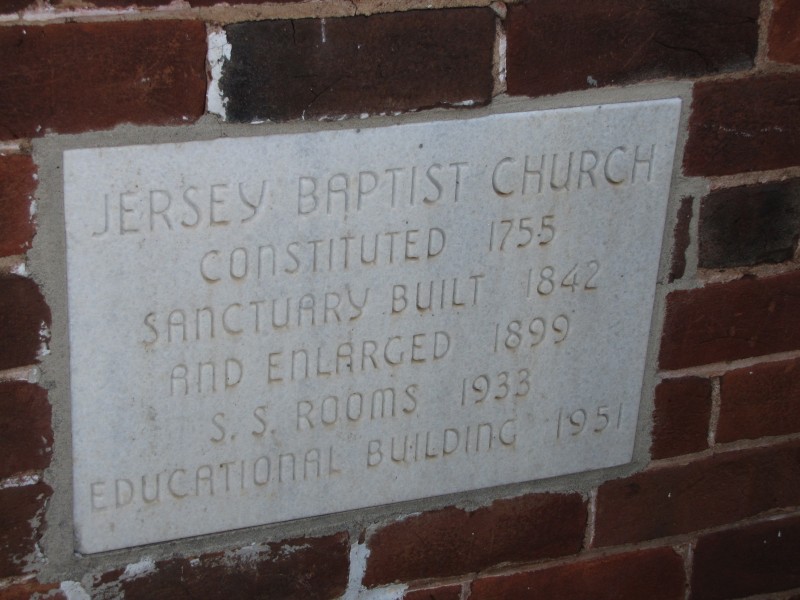 JERSEY BAPTIST CHURCH
CONSTITUTED 1755
SANCTUARY BUILT 1842
AND ENLARGED 1899
S. S. ROOMS 1933
EDUCATIONAL BUILDING 1951